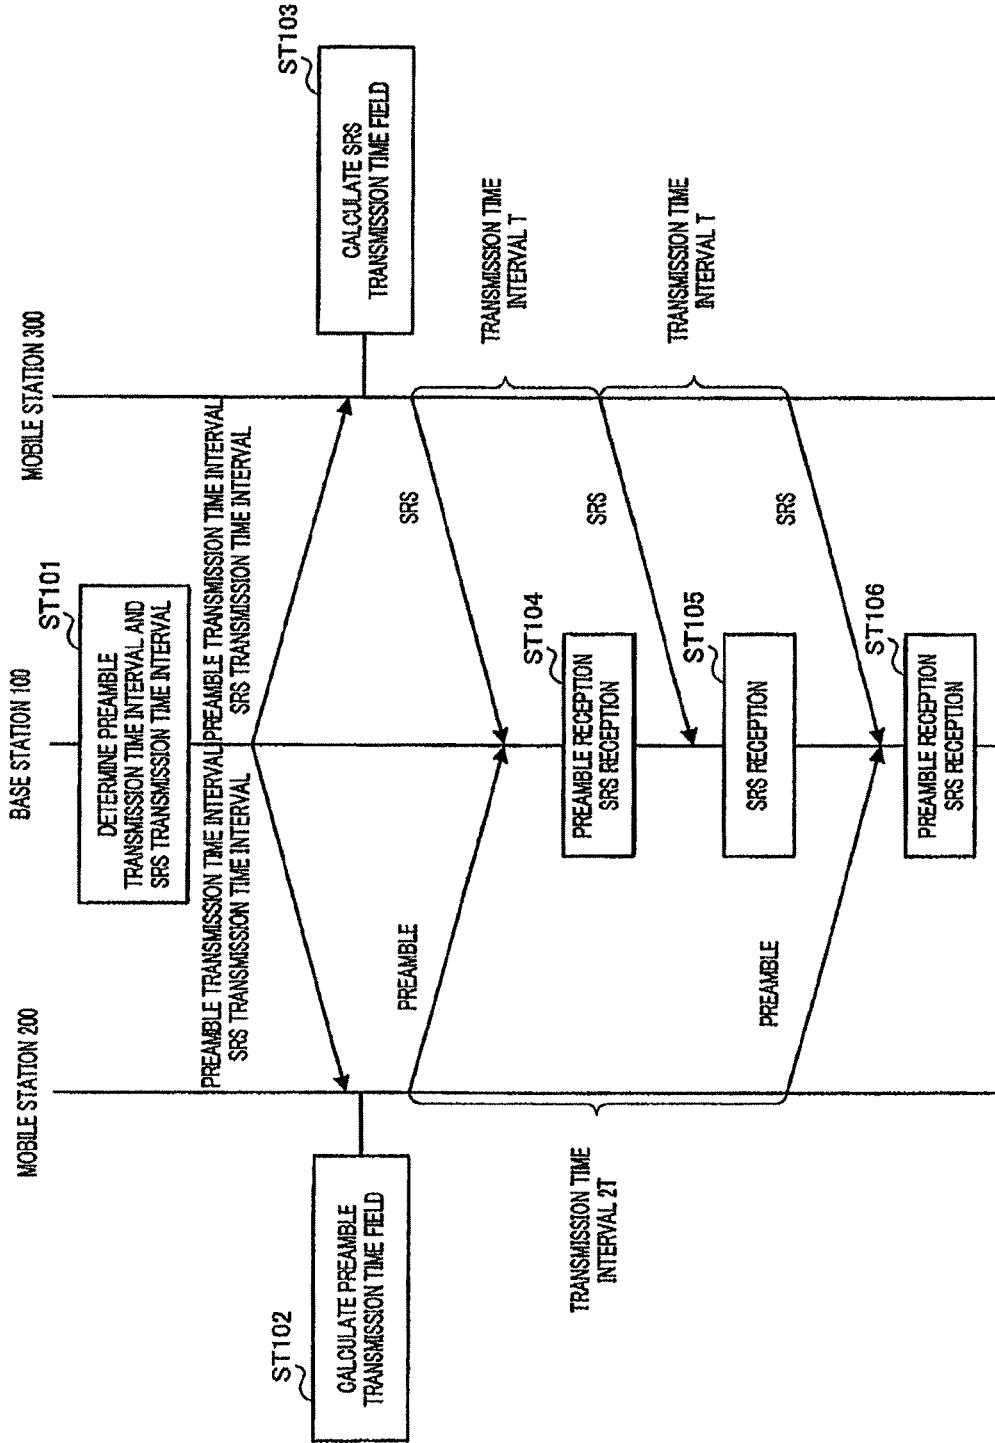 MOBILE STATION 200
BASE STATION 100
MOBILE STATION 300
ST101
DETERMINE PREAMBLE
TRANSMISSION TIME INTERVAL AND
SRS TRANSMISSION TIME INTERVAL
PREAMBLE TRANSMISSION TIME INTERVAL
SRS TRANSMISSION TIME INTERVAL
PREAMBLE TRANSMISSION TIME INTERVAL
SRS TRANSMISSION TIME INTERVAL
ST102
CALCULATE PREAMBLE
TRANSMISSION TIME FIELD
ST103
CALCULATE SRS
TRANSMISSION TIME FIELD
PREAMBLE
SRS
TRANSMISSION TIME
INTERVAL T
ST104
PREAMBLE RECEPTION
SRS RECEPTION
TRANSMISSION TIME
INTERVAL 2T
SRS
TRANSMISSION TIME
INTERVAL T
ST105
SRS RECEPTION
PREAMBLE
SRS
ST106
PREAMBLE RECEPTION
SRS RECEPTION